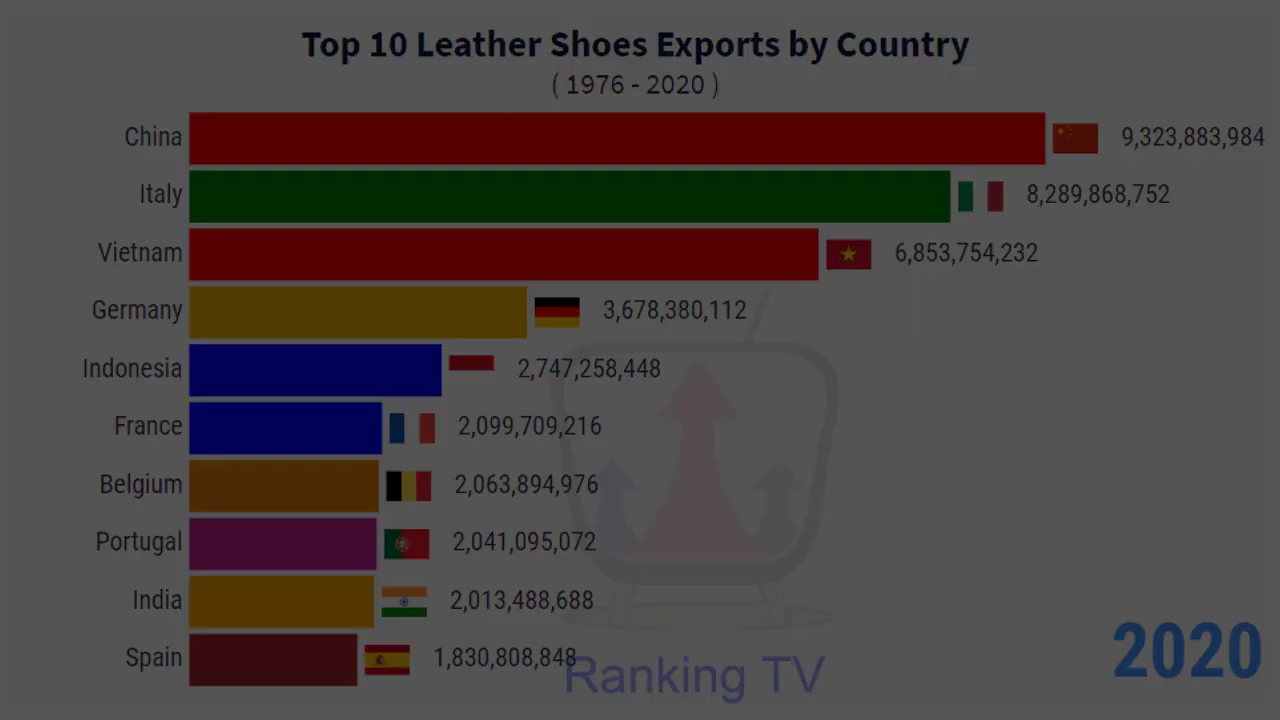 Top 10 Leather Shoes Exports by Country
( 1976 - 2020 )
China 9,323,883,984
Italy 8,289,868,752
Vietnam 6,853,754,232
Germany 3,678,380,112
Indonesia 2,747,258,448
France 2,099,709,216
Belgium 2,063,894,976
Portugal 2,041,095,072
India 2,013,488,688
Spain 1,830,808,848
Ranking TV
2020